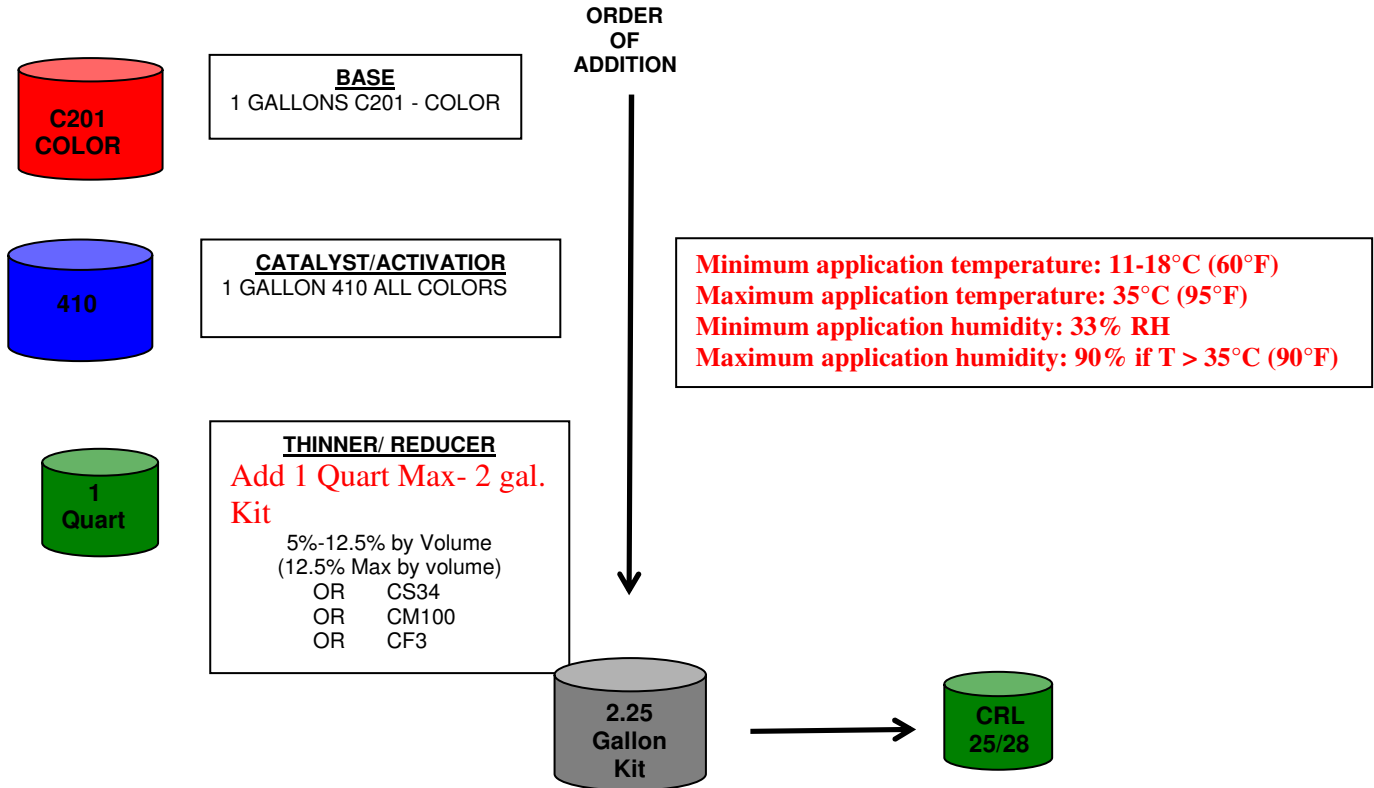 ORDER
OF
ADDITION
C201
COLOR
BASE
1 GALLONS C201 - COLOR
410
CATALYST/ACTIVATIOR
1 GALLON 410 ALL COLORS
Minimum application temperature: 11-18°C (60°F)
Maximum application temperature: 35°C (95°F)
Minimum application humidity: 33% RH
Maximum application humidity: 90% if T > 35°C (90°F)
1
Quart
THINNER/ REDUCER
Add 1 Quart Max- 2 gal.
Kit
5%-12.5% by Volume
(12.5% Max by volume)
OR CS34
OR CM100
OR CF3
2.25
Gallon
Kit
CRL
25/28